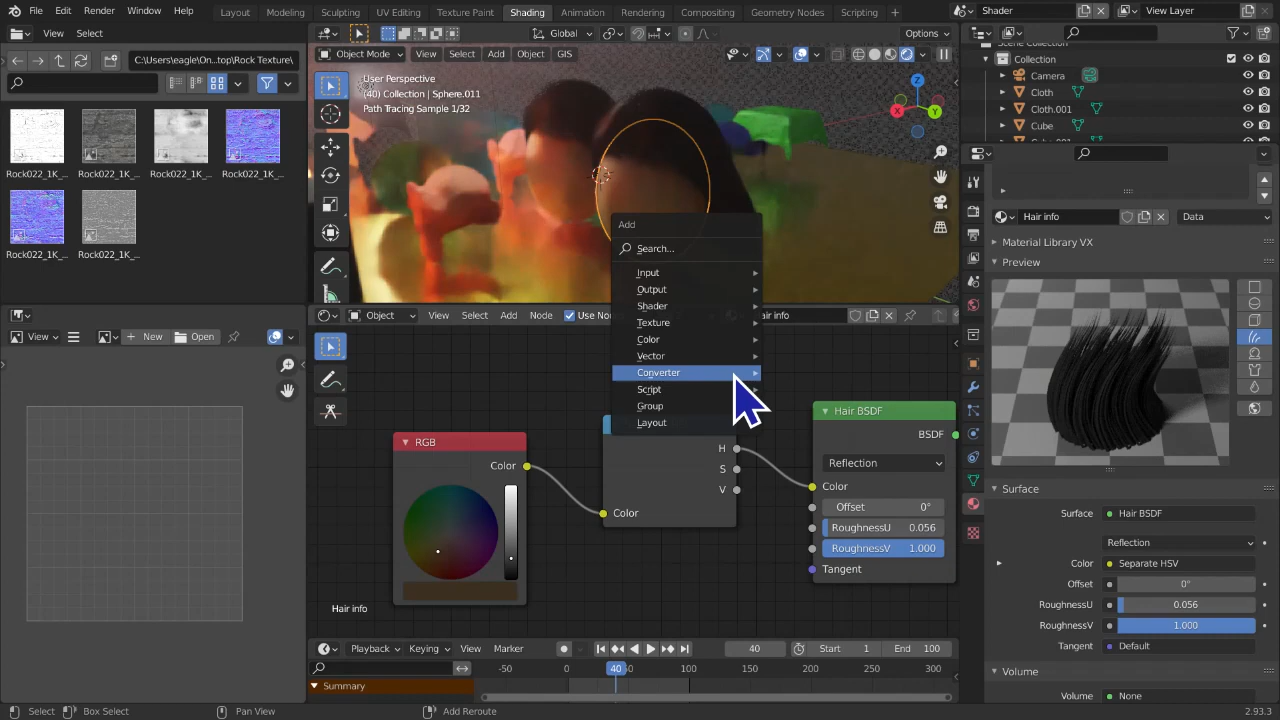 File Edit Render Window Help Layout Modeling Sculpting UV Editing Texture Paint Shading Animation Rendering Compositing Geometry Nodes Scripting + Shader View Layer
View Select Global Options
C:\Users\eagle\On...top\Rock Texture\
Object Mode View Select Add Object GIS
User Perspective
(40) Collection | Sphere.011
Path Tracing Sample 1/32
Rock022_1K_... Rock022_1K_... Rock022_1K_... Rock022_1K_...
Rock022_1K_... Rock022_1K_...
Collection
Camera
Cloth
Cloth.001
Cube
Hair info Data
Material Library VX
Preview
Add
Search...
Input
Output
Shader
Texture
Color
Vector
Converter
Script
Group
Layout
View New Open
Object View Select Add Node Use No air info
RGB
Color
H
S
V
Color
Hair BSDF
BSDF
Reflection
Color
Offset 0°
RoughnessU 0.056
RoughnessV 1.000
Tangent
Hair info
Surface
Surface Hair BSDF
Reflection
Color Separate HSV
Offset 0°
RoughnessU 0.056
RoughnessV 1.000
Tangent Default
Volume
Volume None
Playback Keying View Marker 40 Start 1 End 100
-50 0 40 50 100 150 200 250 300
Summary
Select Box Select Pan View Add Reroute 2.93.3